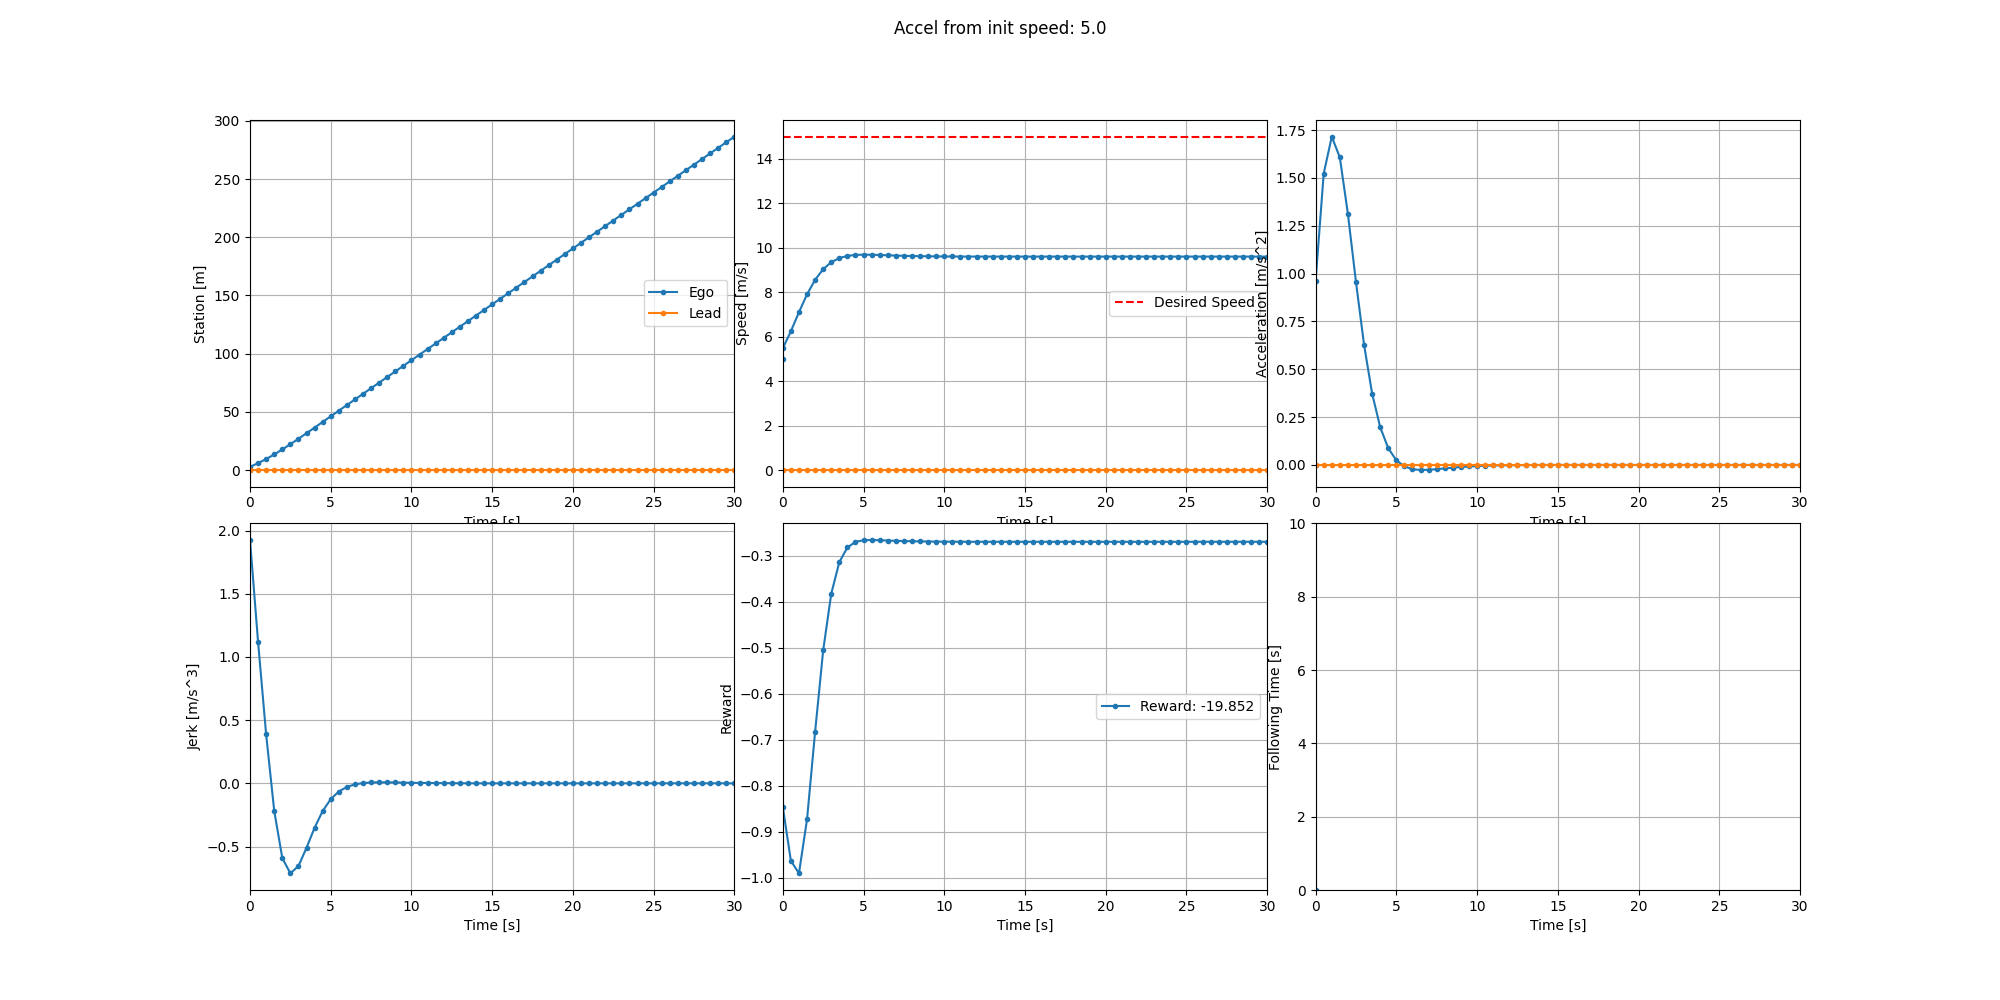 Accel from init speed: 5.0
300
250
200
150
100
50
0
Station [m]
Ego
Lead
0 5 10 15 20 25 30
Time [s]
14
12
10
8
6
4
2
0
Speed [m/s]
Desired Speed
0 5 10 15 20 25 30
Time [s]
1.75
1.50
1.25
1.00
0.75
0.50
0.25
0.00
Acceleration [m/s^2]
0 5 10 15 20 25 30
Time [s]
2.0
1.5
1.0
0.5
0.0
−0.5
Jerk [m/s^3]
0 5 10 15 20 25 30
Time [s]
−0.3
−0.4
−0.5
−0.6
−0.7
−0.8
−0.9
−1.0
Reward
Reward: -19.852
0 5 10 15 20 25 30
Time [s]
10
8
6
4
2
0
Following Time [s]
0 5 10 15 20 25 30
Time [s]